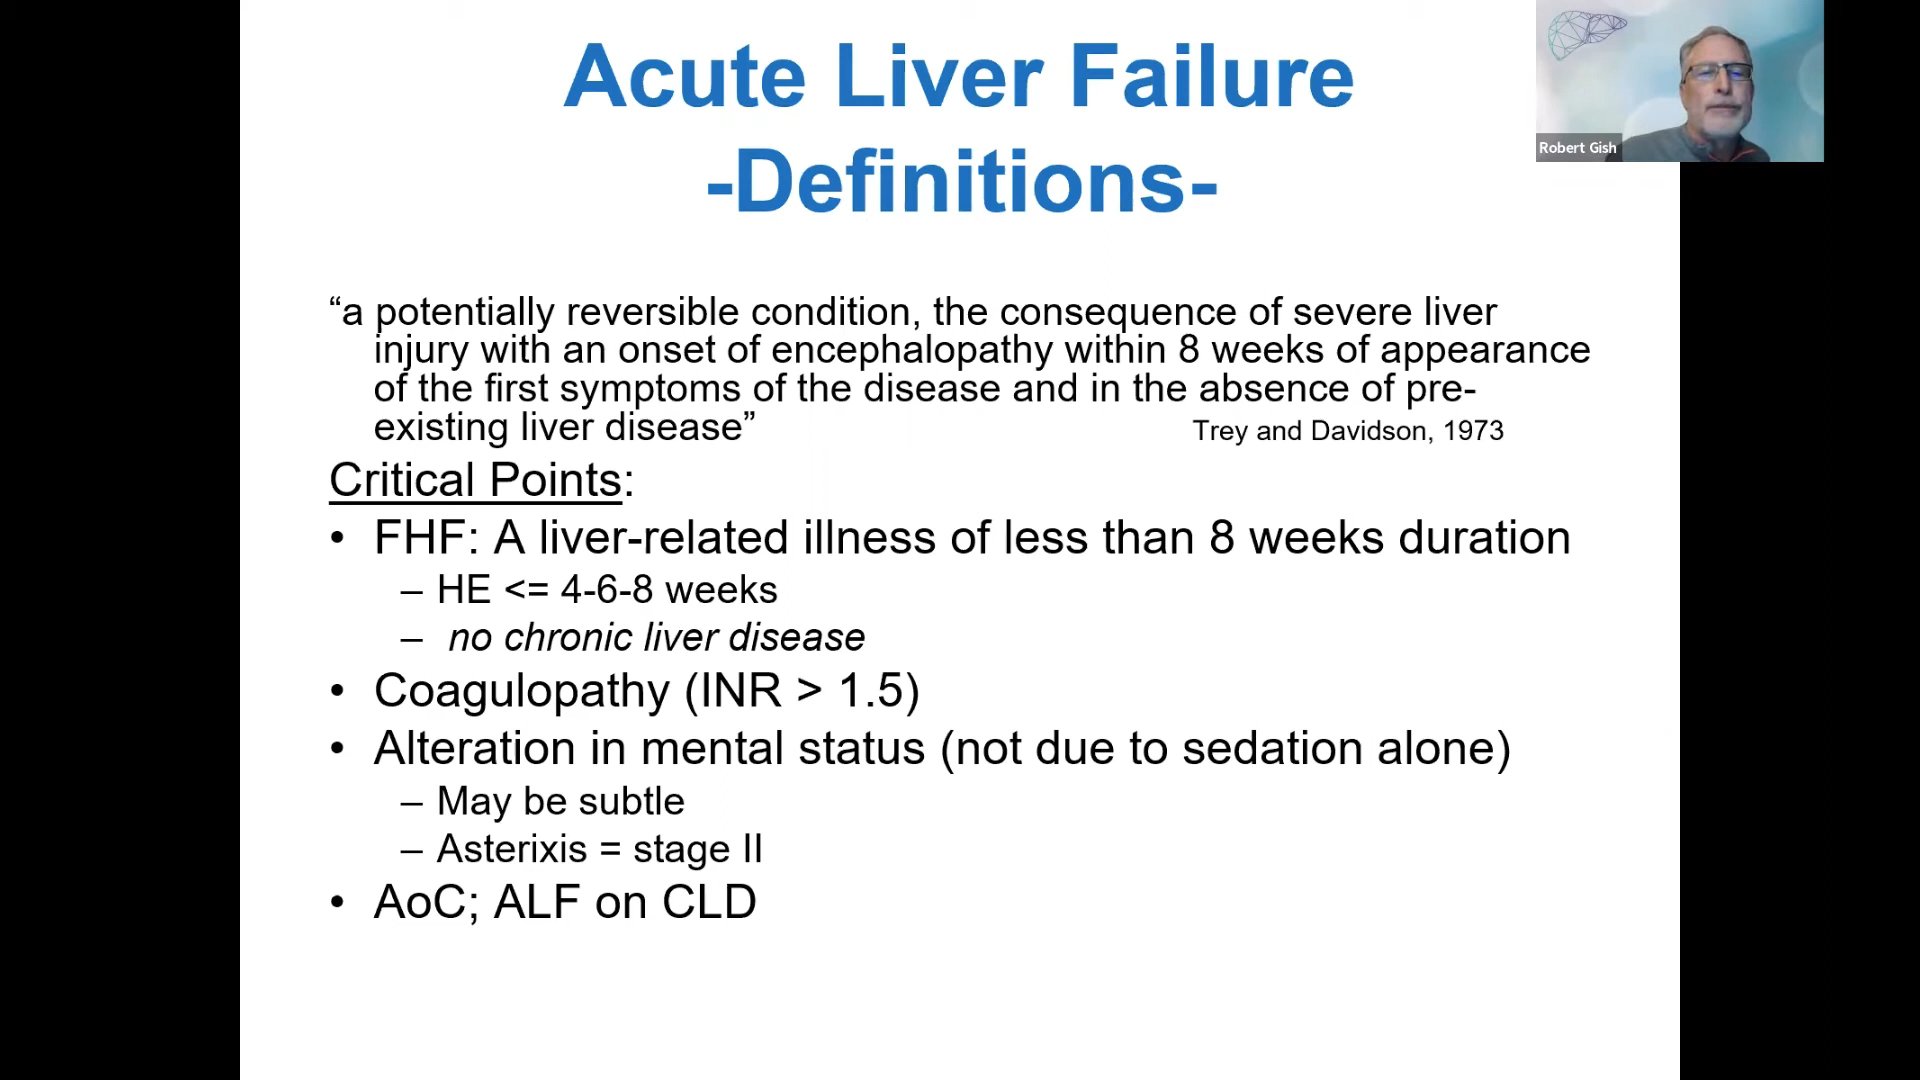 Acute Liver Failure
-Definitions-
Robert Gish
“a potentially reversible condition, the consequence of severe liver
injury with an onset of encephalopathy within 8 weeks of appearance
of the first symptoms of the disease and in the absence of pre-
existing liver disease” Trey and Davidson, 1973
Critical Points:
• FHF: A liver-related illness of less than 8 weeks duration
– HE <= 4-6-8 weeks
– no chronic liver disease
• Coagulopathy (INR > 1.5)
• Alteration in mental status (not due to sedation alone)
– May be subtle
– Asterixis = stage II
• AoC; ALF on CLD